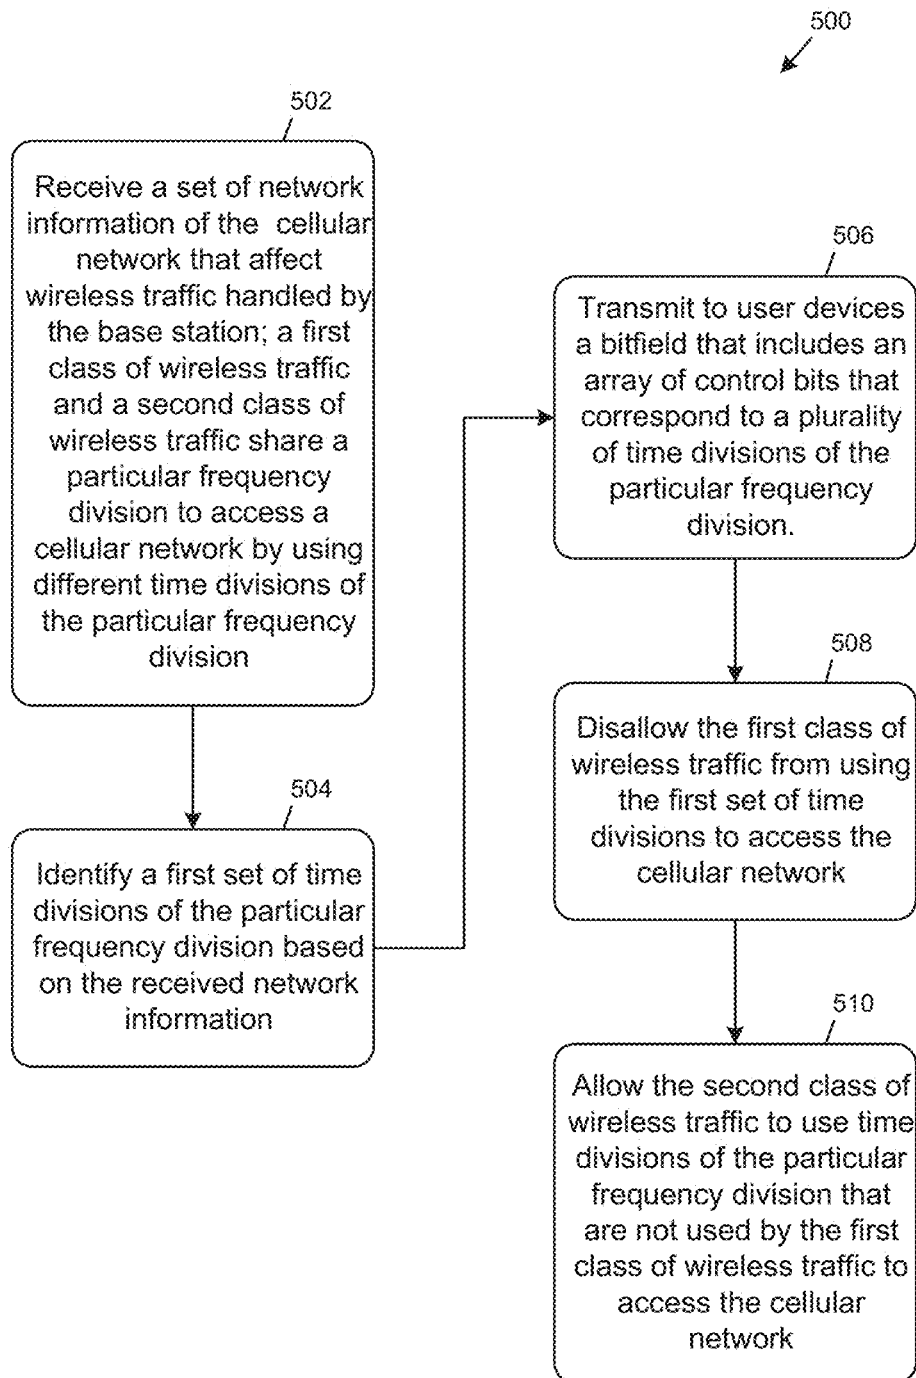 500
502
Receive a set of network
information of the cellular
network that affect
wireless traffic handled by
the base station; a first
class of wireless traffic
and a second class of
wireless traffic share a
particular frequency
division to access a
cellular network by using
different time divisions of
the particular frequency
division
504
Identify a first set of time
divisions of the particular
frequency division based
on the received network
information
506
Transmit to user devices
a bitfield that includes an
array of control bits that
correspond to a plurality
of time divisions of the
particular frequency
division.
508
Disallow the first class of
wireless traffic from using
the first set of time
divisions to access the
cellular network
510
Allow the second class of
wireless traffic to use time
divisions of the particular
frequency division that
are not used by the first
class of wireless traffic to
access the cellular
network